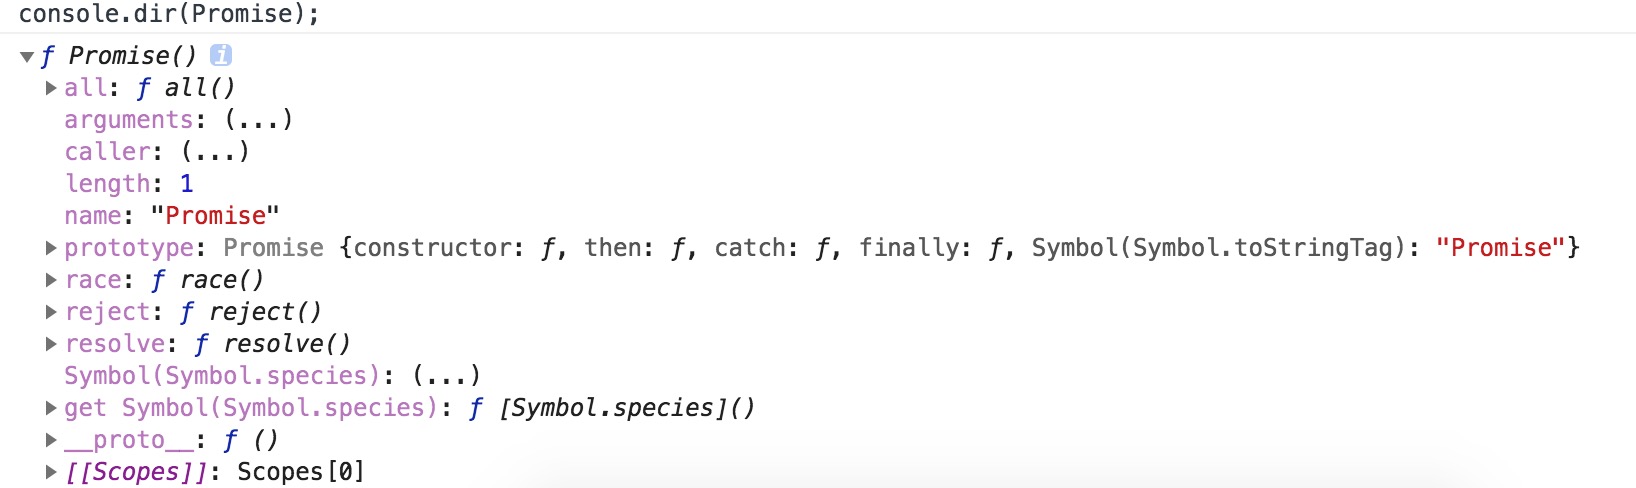 console.dir(Promise);
▼ƒ Promise() i
▶all: ƒ all()
arguments: (...)
caller: (...)
length: 1
name: "Promise"
▶prototype: Promise {constructor: ƒ, then: ƒ, catch: ƒ, finally: ƒ, Symbol(Symbol.toStringTag): "Promise"}
▶race: ƒ race()
▶reject: ƒ reject()
▶resolve: ƒ resolve()
Symbol(Symbol.species): (...)
▶get Symbol(Symbol.species): ƒ [Symbol.species]()
▶__proto__: ƒ ()
▶[[Scopes]]: Scopes[0]